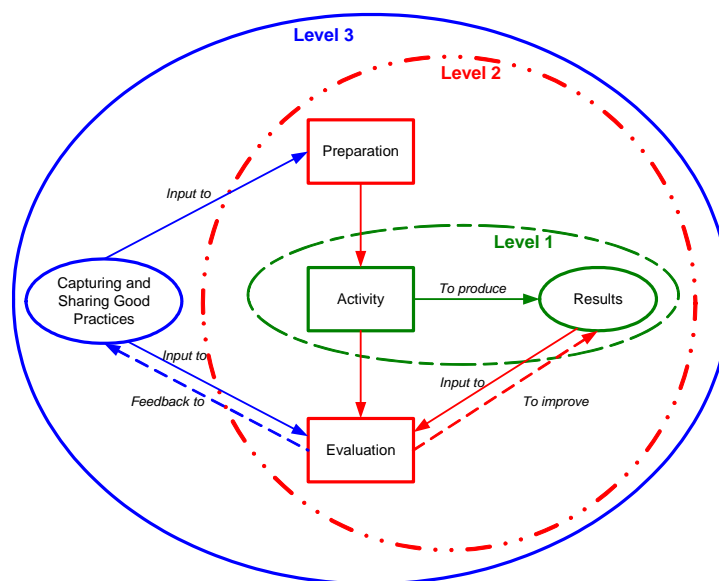 Level 3
Level 2
Preparation
Input to
Level 1
Capturing and
Sharing Good
Practices
Activity
To produce
Results
Input to
Feedback to
Input to
To improve
Evaluation